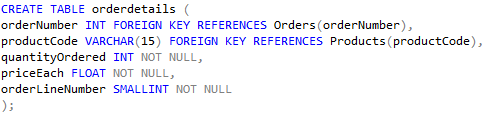 CREATE TABLE orderdetails (
orderNumber INT FOREIGN KEY REFERENCES Orders(orderNumber),
productCode VARCHAR(15) FOREIGN KEY REFERENCES Products(productCode),
quantityOrdered INT NOT NULL,
priceEach FLOAT NOT NULL,
orderLineNumber SMALLINT NOT NULL
);